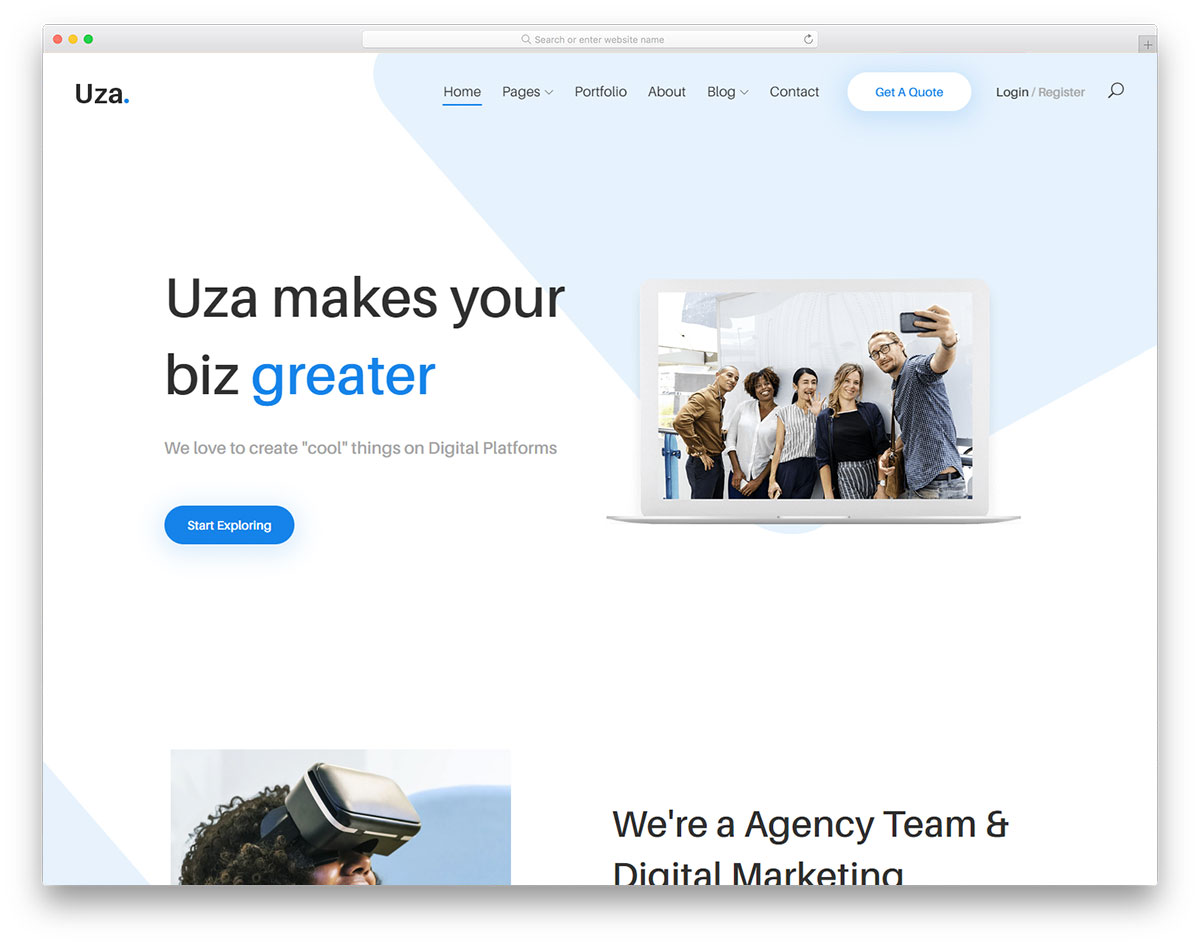 Search or enter website name
Uza.
Home Pages Portfolio About Blog Contact Get A Quote Login / Register
Uza makes your
biz greater
We love to create "cool" things on Digital Platforms
Start Exploring
We're a Agency Team &
Digital Marketing